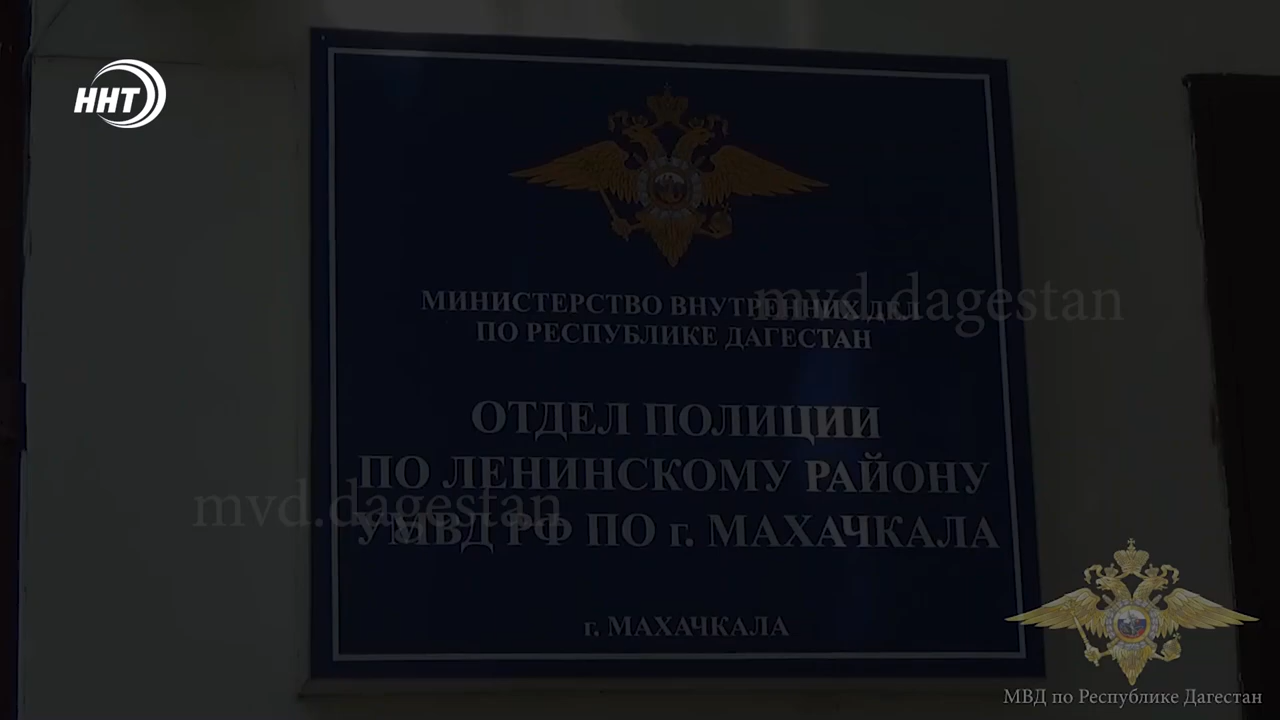 ННТ
МИНИСТЕРСТВО ВНУТРЕННИХ ДЕЛ
ПО РЕСПУБЛИКЕ ДАГЕСТАН
mvd.dagestan
ОТДЕЛ ПОЛИЦИИ
ПО ЛЕНИНСКОМУ РАЙОНУ
mvd.dagestan
УМВД РФ ПО г. МАХАЧКАЛА
г. МАХАЧКАЛА
МВД по Республике Дагестан